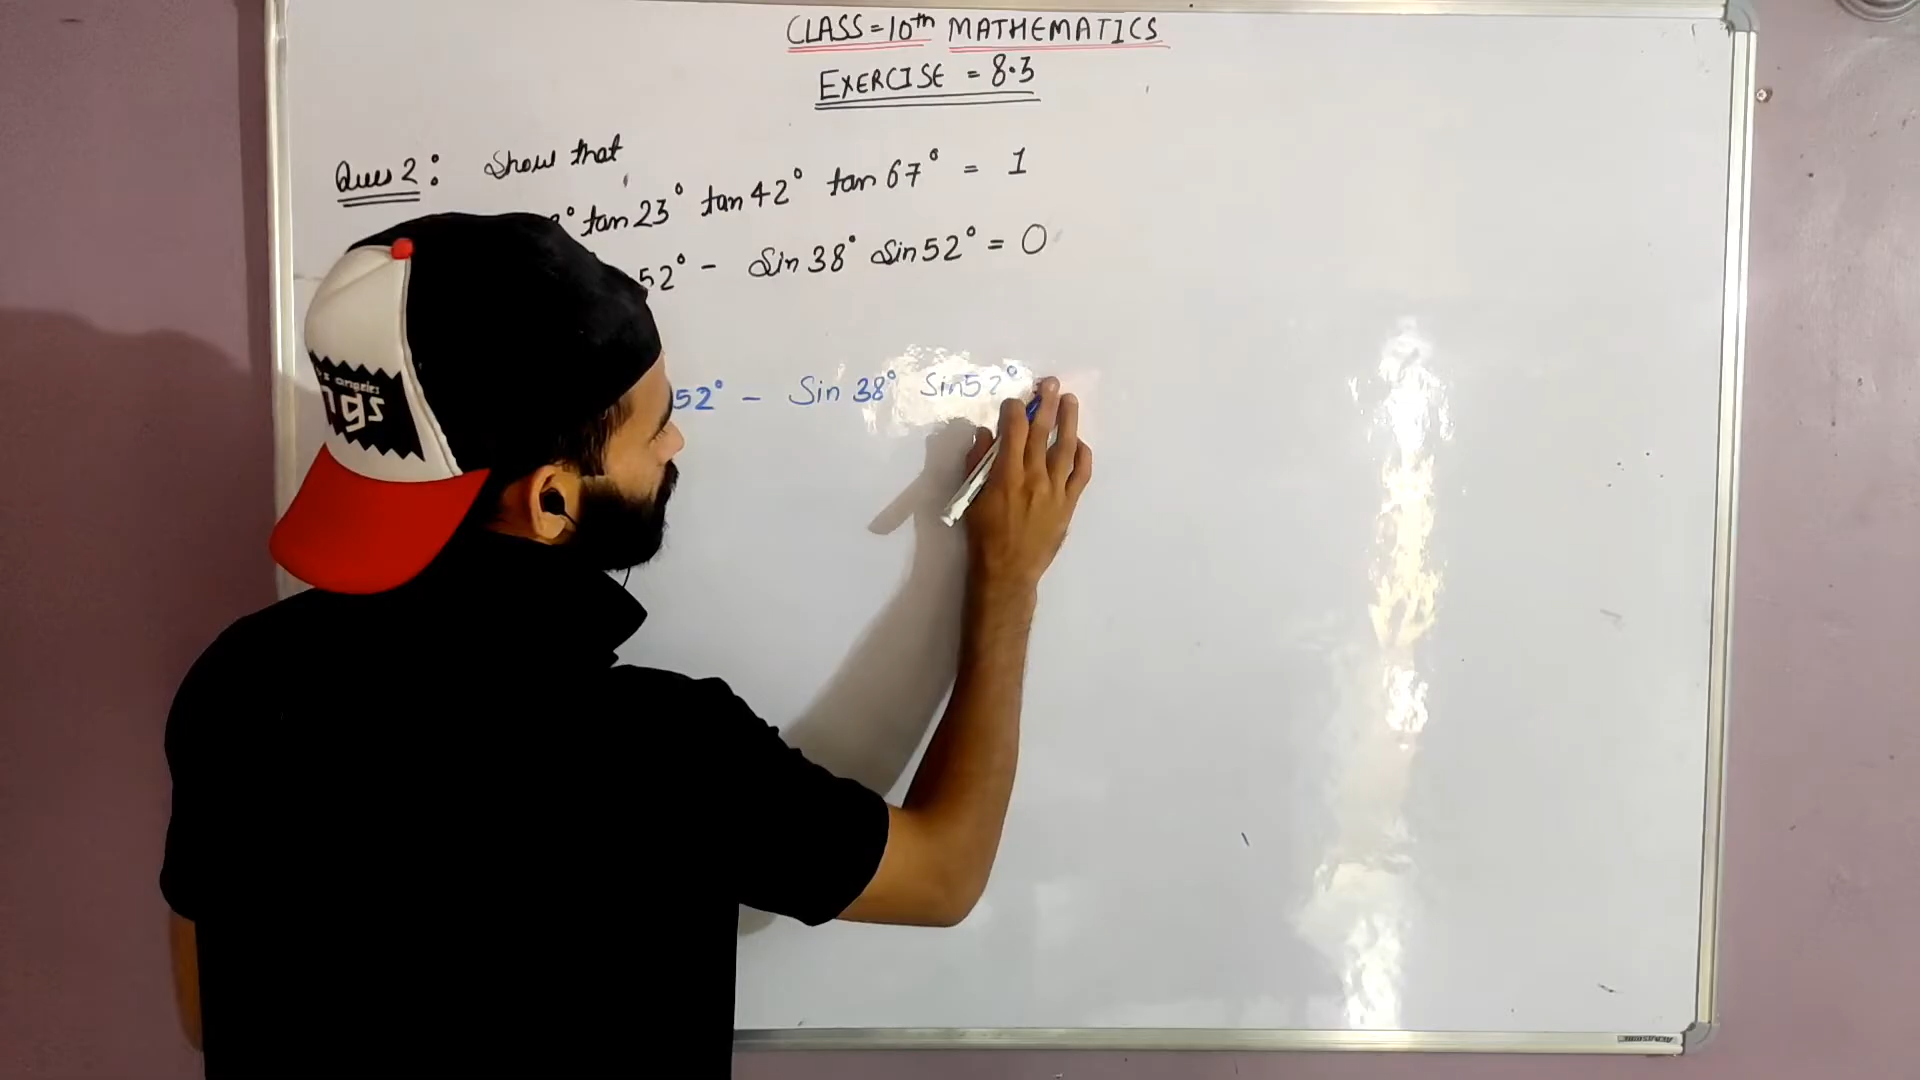 CLASS=10th MATHEMATICS
EXERCISE = 8.3
Ques 2: Show that
° tan 23° tan 42° tan 67° = 1
52° - Sin 38° Sin 52° = 0
52° - Sin 38° Sin 52°
angeles